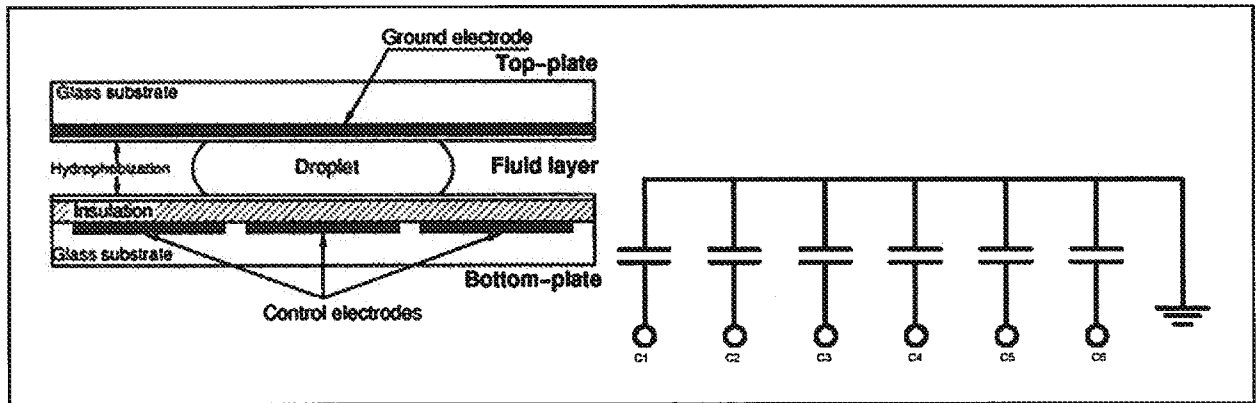 Ground electrode
Top-plate
Glass substrate
Hydrophobization
Droplet
Fluid layer
Insulation
Glass substrate
Bottom-plate
Control electrodes
C1 C2 C3 C4 C5 C6